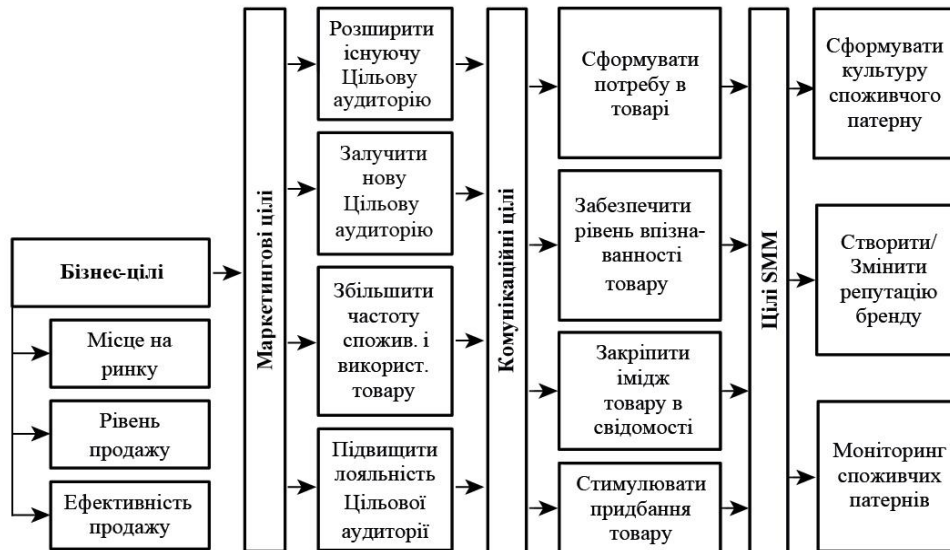 Бізнес-цілі
Місце на
ринку
Рівень
продажу
Ефективність
продажу
Маркетингові цілі
Розширити
існуючу
Цільову
аудиторію
Залучити
нову
Цільову
аудиторію
Збільшити
частоту
спожив. і
використ.
товару
Підвищити
лояльність
Цільової
аудиторії
Комунікаційні цілі
Сформувати
потребу в
товарі
Забезпечити
рівень впізна-
ванності
товару
Закріпити
імідж
товару в
свідомості
Стимулювати
придбання
товару
Цілі SMM
Сформувати
культуру
споживчого
патерну
Створити/
Змінити
репутацію
бренду
Моніторинг
споживчих
патернів